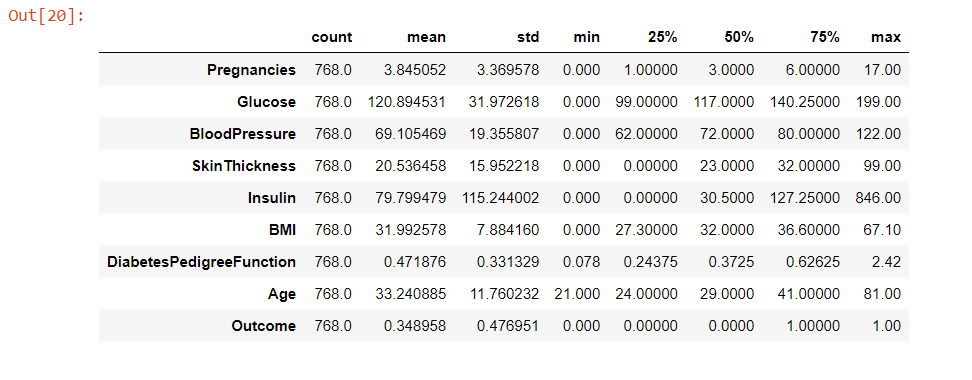 Out[20]:
count mean std min 25% 50% 75% max
Pregnancies 768.0 3.845052 3.369578 0.000 1.00000 3.0000 6.00000 17.00
Glucose 768.0 120.894531 31.972618 0.000 99.00000 117.0000 140.25000 199.00
BloodPressure 768.0 69.105469 19.355807 0.000 62.00000 72.0000 80.00000 122.00
SkinThickness 768.0 20.536458 15.952218 0.000 0.00000 23.0000 32.00000 99.00
Insulin 768.0 79.799479 115.244002 0.000 0.00000 30.5000 127.25000 846.00
BMI 768.0 31.992578 7.884160 0.000 27.30000 32.0000 36.60000 67.10
DiabetesPedigreeFunction 768.0 0.471876 0.331329 0.078 0.24375 0.3725 0.62625 2.42
Age 768.0 33.240885 11.760232 21.000 24.00000 29.0000 41.00000 81.00
Outcome 768.0 0.348958 0.476951 0.000 0.00000 0.0000 1.00000 1.00